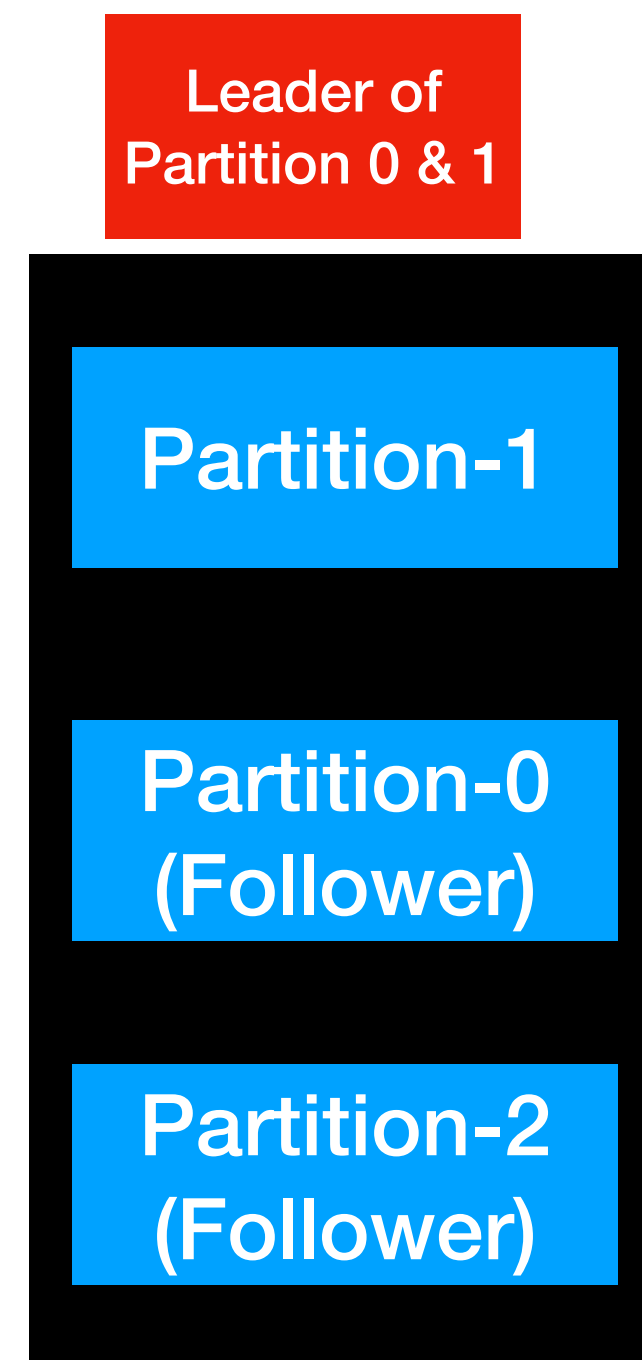 Leader of
Partition 0 & 1
Partition-1
Partition-0
(Follower)
Partition-2
(Follower)